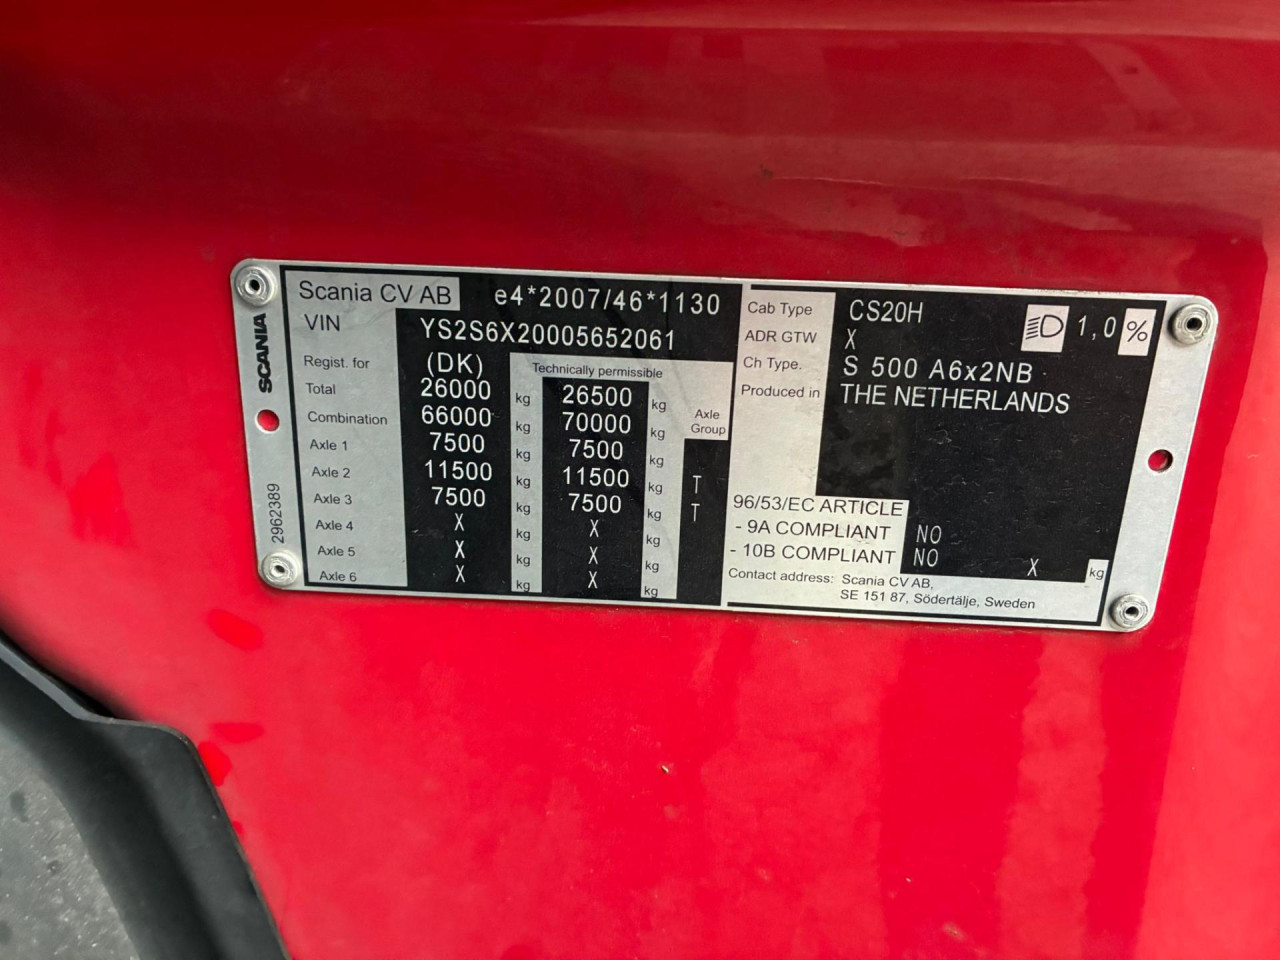 Scania CV AB e4*2007/46*1130
VIN YS2S6X20005652061
Regist. for (DK) Technically permissible
Total 26000 kg 26500 kg
Combination 66000 kg 70000 kg Axle Group
Axle 1 7500 kg 7500 kg
Axle 2 11500 kg 11500 kg T
Axle 3 7500 kg 7500 kg T
Axle 4 X kg X kg
Axle 5 X kg X kg
Axle 6 X kg X kg
SCANIA
2962389
Cab Type CS20H 1,0 %
ADR GTW X
Ch Type. S 500 A6x2NB
Produced in THE NETHERLANDS
96/53/EC ARTICLE
- 9A COMPLIANT NO
- 10B COMPLIANT NO X kg
Contact address: Scania CV AB,
SE 151 87, Södertälje, Sweden